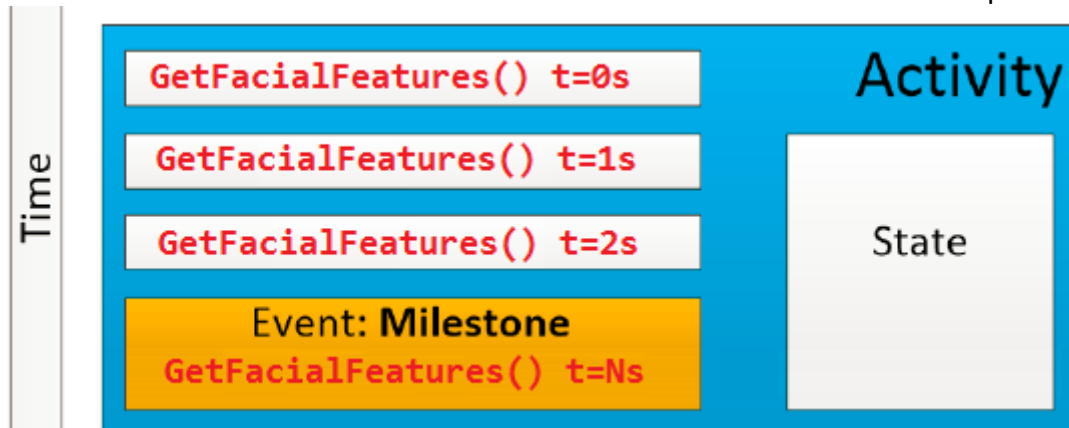 Time
GetFacialFeatures() t=0s
GetFacialFeatures() t=1s
GetFacialFeatures() t=2s
Event: Milestone
GetFacialFeatures() t=Ns
Activity
State